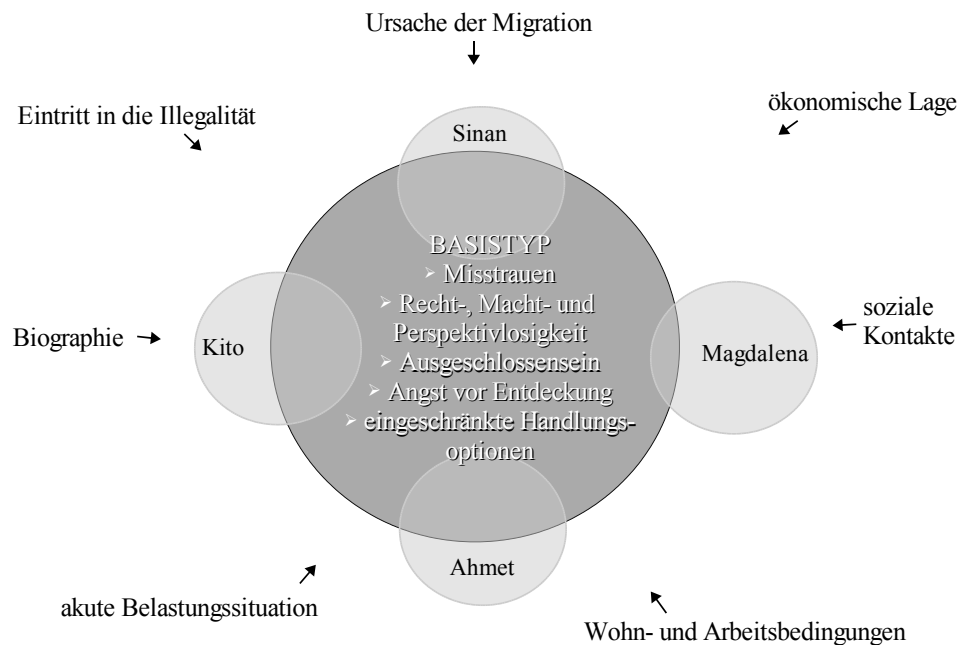 Ursache der Migration
Eintritt in die Illegalität
ökonomische Lage
Sinan
BASISTYP
➢ Misstrauen
➢ Recht-, Macht- und
Perspektivlosigkeit
➢ Ausgeschlossensein
➢ Angst vor Entdeckung
➢ eingeschränkte Handlungs-
optionen
Biographie
Kito
Magdalena
soziale
Kontakte
Ahmet
akute Belastungssituation
Wohn- und Arbeitsbedingungen